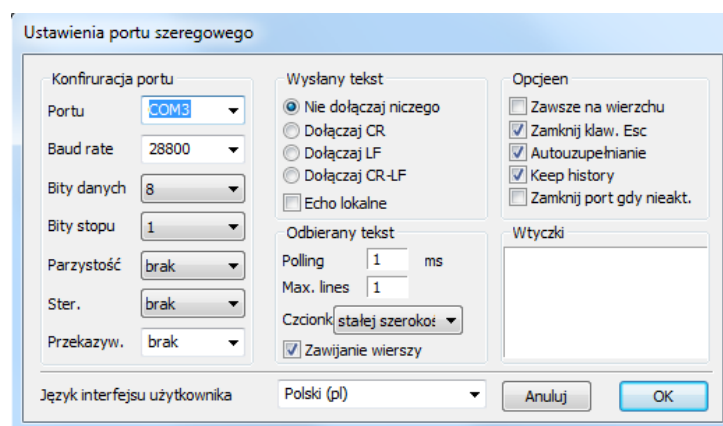 Ustawienia portu szeregowego
Konfiruracja portu
Portu COM3
Baud rate 28800
Bity danych 8
Bity stopu 1
Parzystość brak
Ster. brak
Przekazyw. brak
Wysłany tekst
Nie dołączaj niczego
Dołączaj CR
Dołączaj LF
Dołączaj CR-LF
Echo lokalne
Odbierany tekst
Polling 1 ms
Max. lines 1
Czcionk stałej szerokoś
Zawijanie wierszy
Opcjeen
Zawsze na wierzchu
Zamknij klaw. Esc
Autouzupełnianie
Keep history
Zamknij port gdy nieakt.
Wtyczki
Język interfejsu użytkownika Polski (pl) Anuluj OK